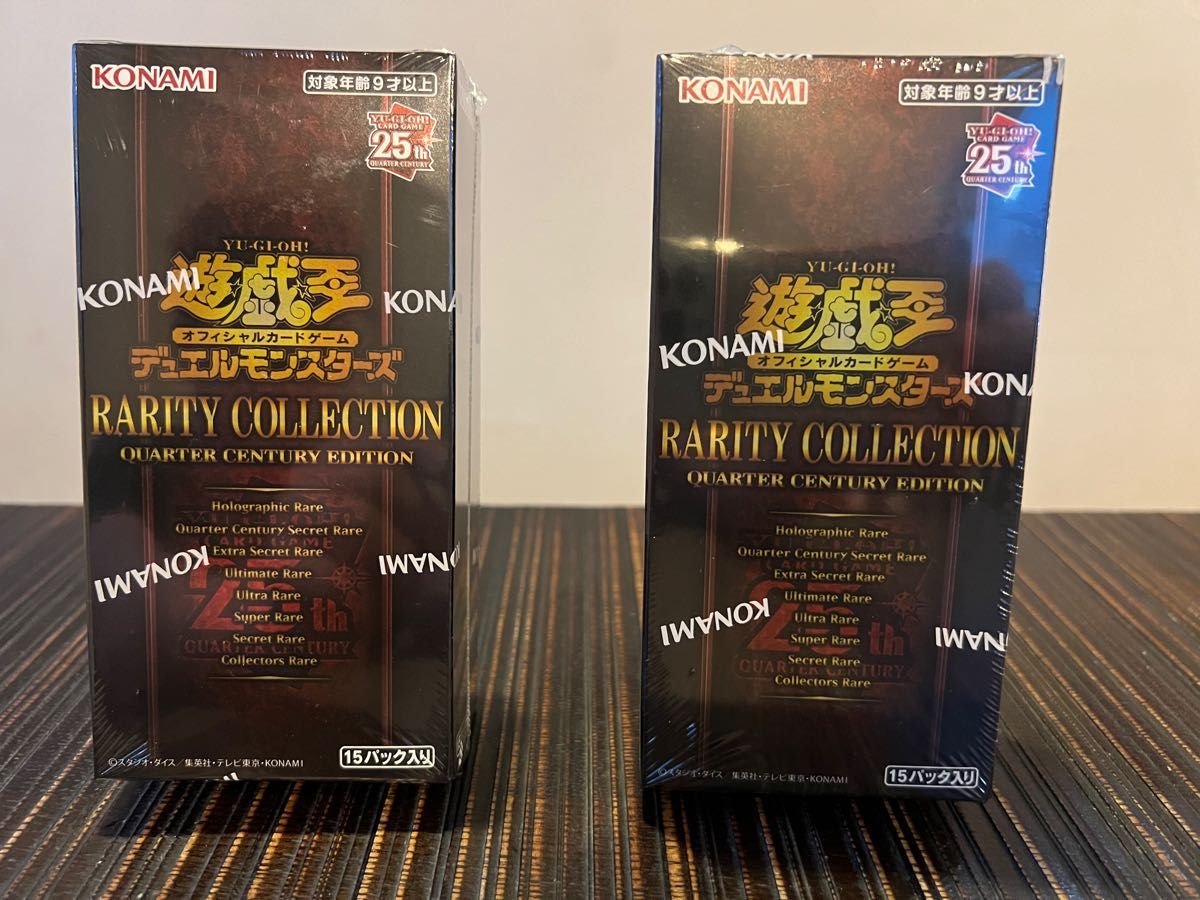 KONAMI
対象年齢9才以上
YU-GI-OH!
CARD GAME
25th
QUARTER CENTURY
YU-GI-OH!
遊戯王
オフィシャルカードゲーム
デュエルモンスターズ
KONAMI
KONA
RARITY COLLECTION
QUARTER CENTURY EDITION
Holographic Rare
Quarter Century Secret Rare
Extra Secret Rare
Ultimate Rare
Ultra Rare
Super Rare
Secret Rare
Collectors Rare
25th
QUARTER CENTURY
KONAMI
KONAMI
©スタジオ・ダイス／集英社・テレビ東京・KONAMI
15パック入り
KONAMI
対象年齢9才以上
YU-GI-OH!
CARD GAME
25th
QUARTER CENTURY
YU-GI-OH!
遊戯王
オフィシャルカードゲーム
デュエルモンスターズ
KONAMI
KONA
RARITY COLLECTION
QUARTER CENTURY EDITION
Holographic Rare
Quarter Century Secret Rare
Extra Secret Rare
Ultimate Rare
Ultra Rare
Super Rare
Secret Rare
Collectors Rare
25th
QUARTER CENTURY
KONAMI
KONAMI
©スタジオ・ダイス／集英社・テレビ東京・KONAMI
15パック入り